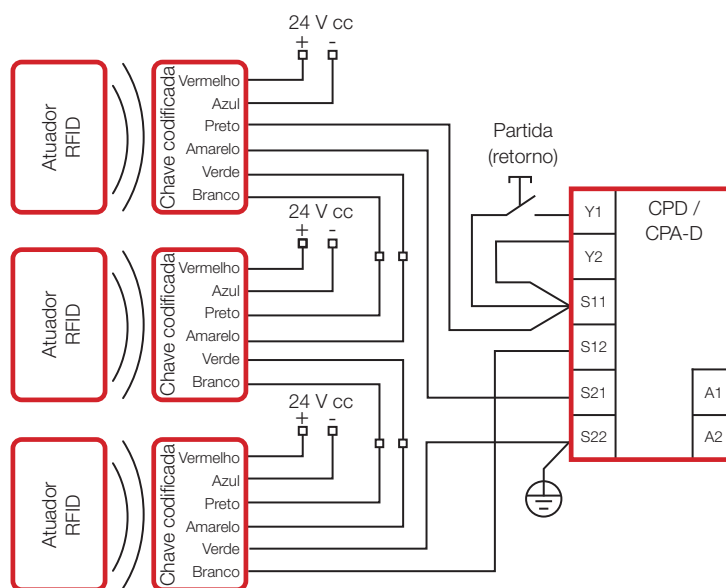 24 V cc
+ -
Atuador
RFID
Chave codificada
Vermelho
Azul
Preto
Amarelo
Verde
Branco
24 V cc
+ -
Atuador
RFID
Chave codificada
Vermelho
Azul
Preto
Amarelo
Verde
Branco
24 V cc
+ -
Atuador
RFID
Chave codificada
Vermelho
Azul
Preto
Amarelo
Verde
Branco
Partida
(retorno)
CPD /
CPA-D
Y1
Y2
S11
S12
S21
S22
A1
A2